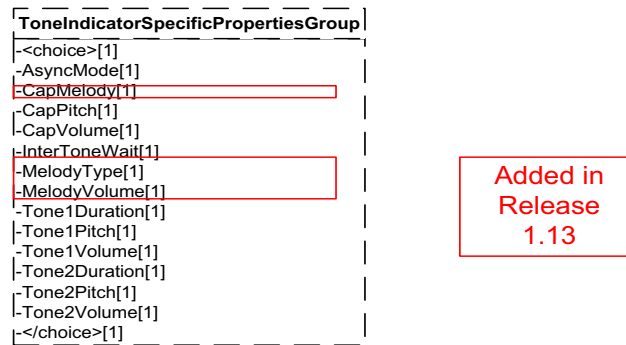 ToneIndicatorSpecificPropertiesGroup
-<choice>[1]
-AsyncMode[1]
-CapMelody[1]
-CapPitch[1]
-CapVolume[1]
-InterToneWait[1]
-MelodyType[1]
-MelodyVolume[1]
-Tone1Duration[1]
-Tone1Pitch[1]
-Tone1Volume[1]
-Tone2Duration[1]
-Tone2Pitch[1]
-Tone2Volume[1]
-</choice>[1]
Added in
Release
1.13